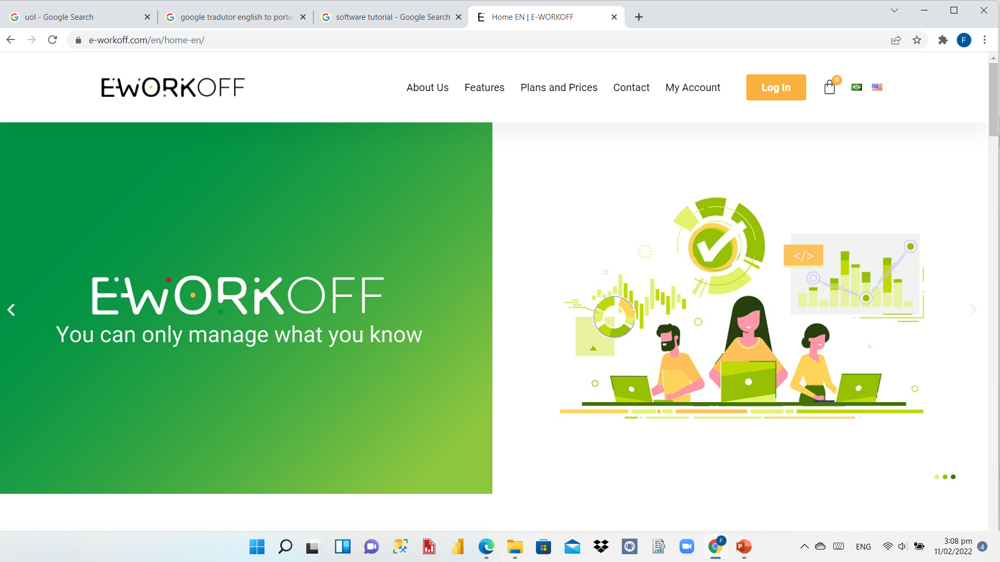 uol - Google Search
google tradutor english to portu
software tutorial - Google Search
Home EN | E-WORKOFF
e-workoff.com/en/home-en/
F
E-WORKOFF
About Us
Features
Plans and Prices
Contact
My Account
Log In
0
</>
E-WORKOFF
You can only manage what you know
F
P
ENG
3:08 pm
11/02/2022
4